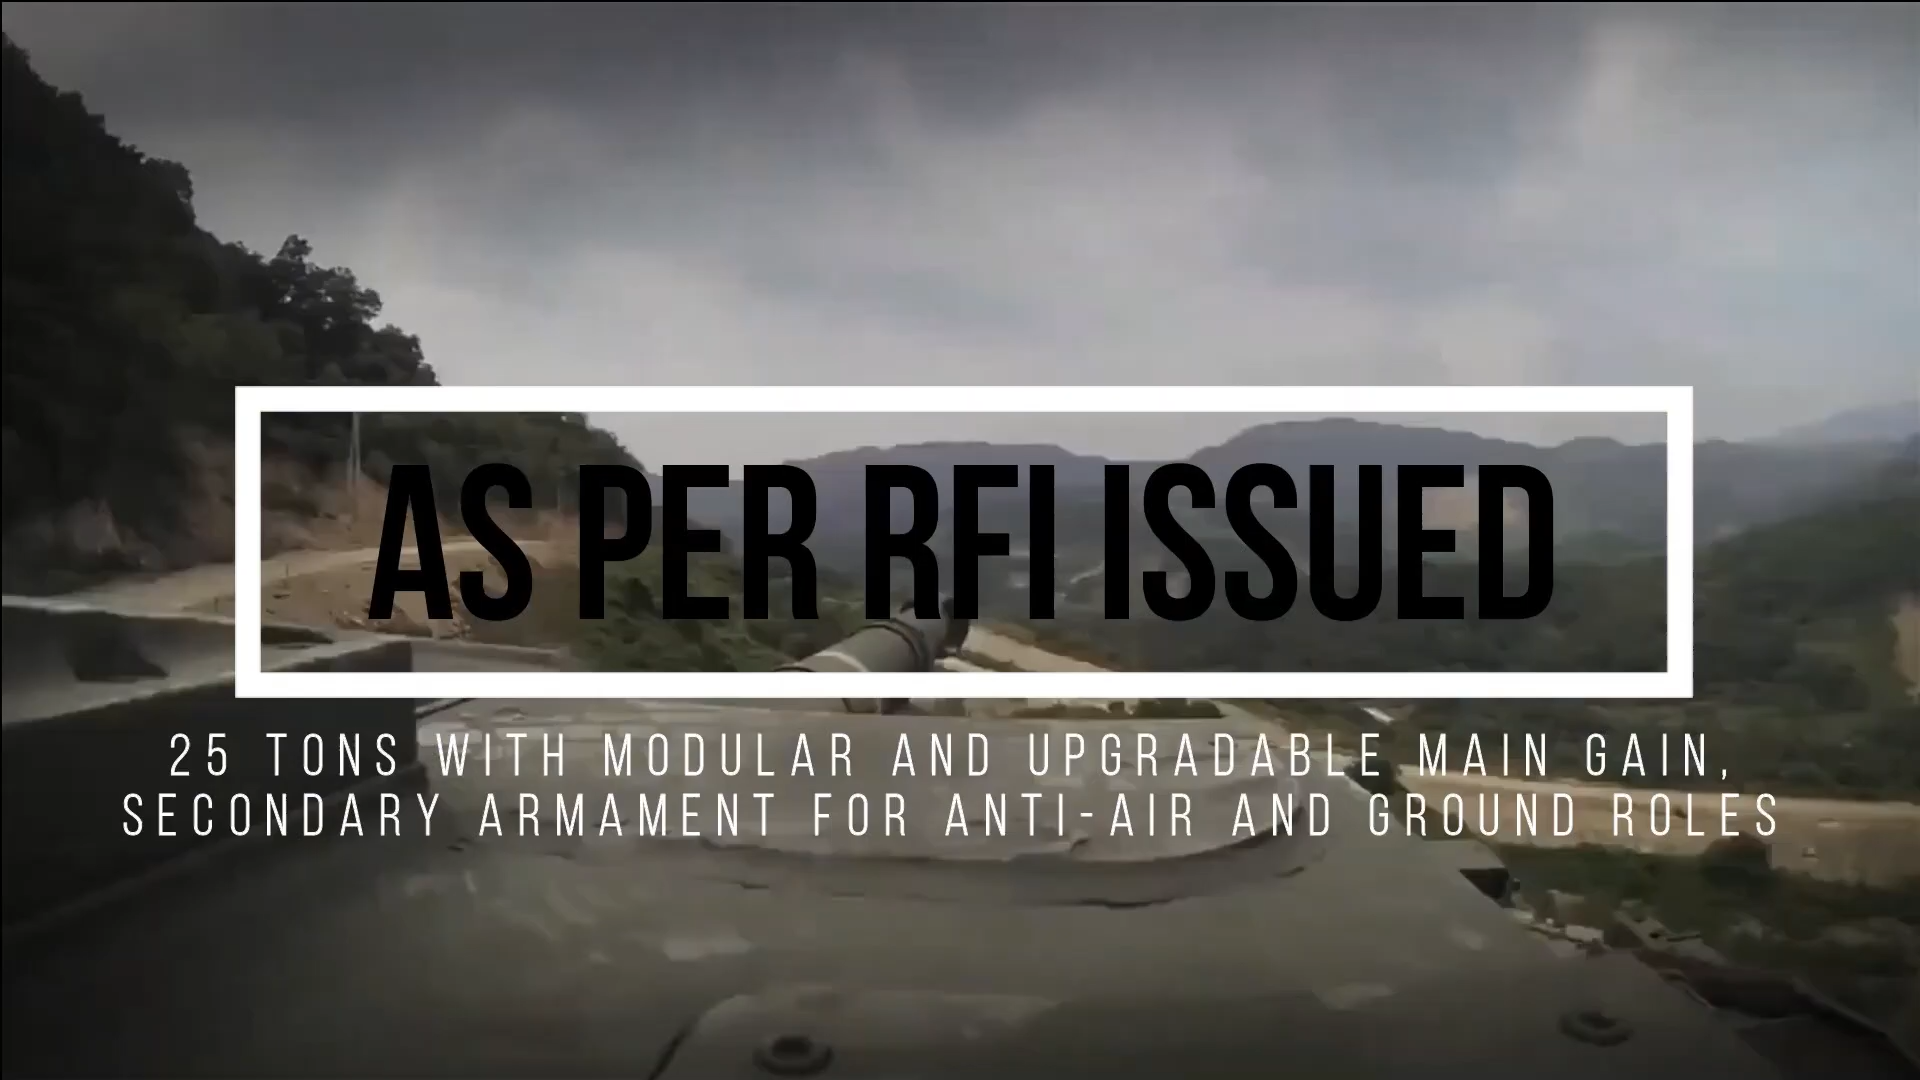 AS PER RFI ISSUED
25 TONS WITH MODULAR AND UPGRADABLE MAIN GAIN,
SECONDARY ARMAMENT FOR ANTI-AIR AND GROUND ROLES